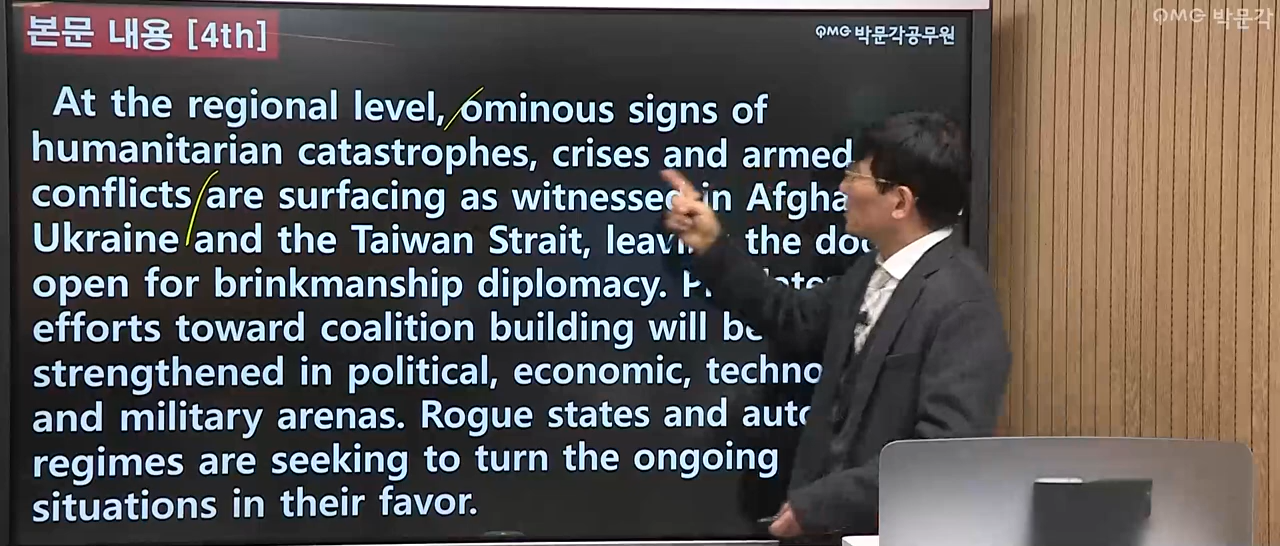 본문 내용 [4th]
QMG 박문각공무원
QMG 박문각
At the regional level, ominous signs of
humanitarian catastrophes, crises and armed
conflicts are surfacing as witnessed in
Ukraine and the Taiwan Strait, the
open for brinkmanship diplomacy.
efforts toward coalition building will
strengthened in political, economic,
and military arenas. Rogue states and
regimes are seeking to turn the ongoing
situations in their favor.